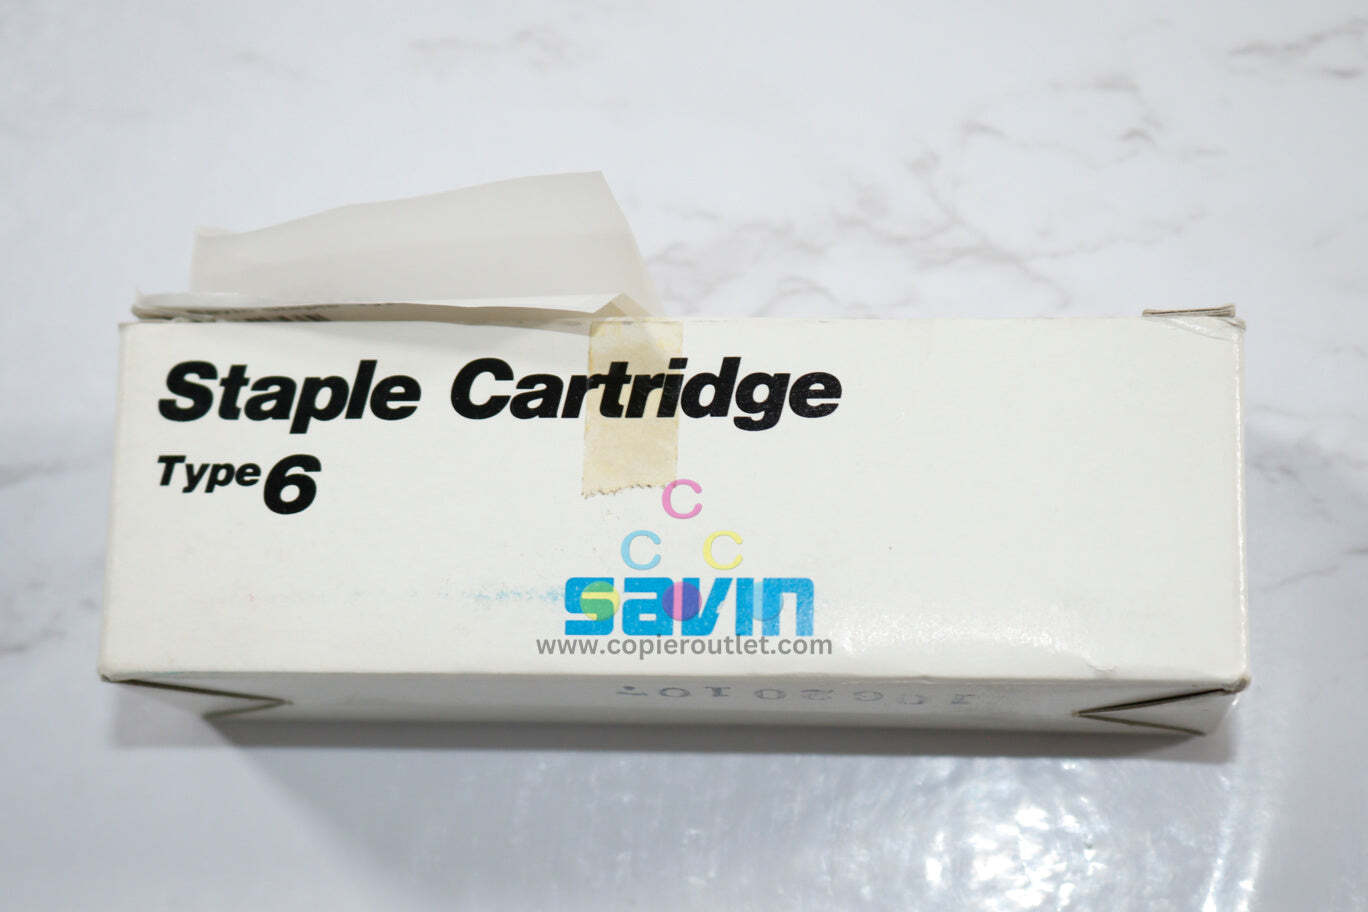 Staple Cartridge
Type 6
C
C C
savin
www.copieroutlet.com